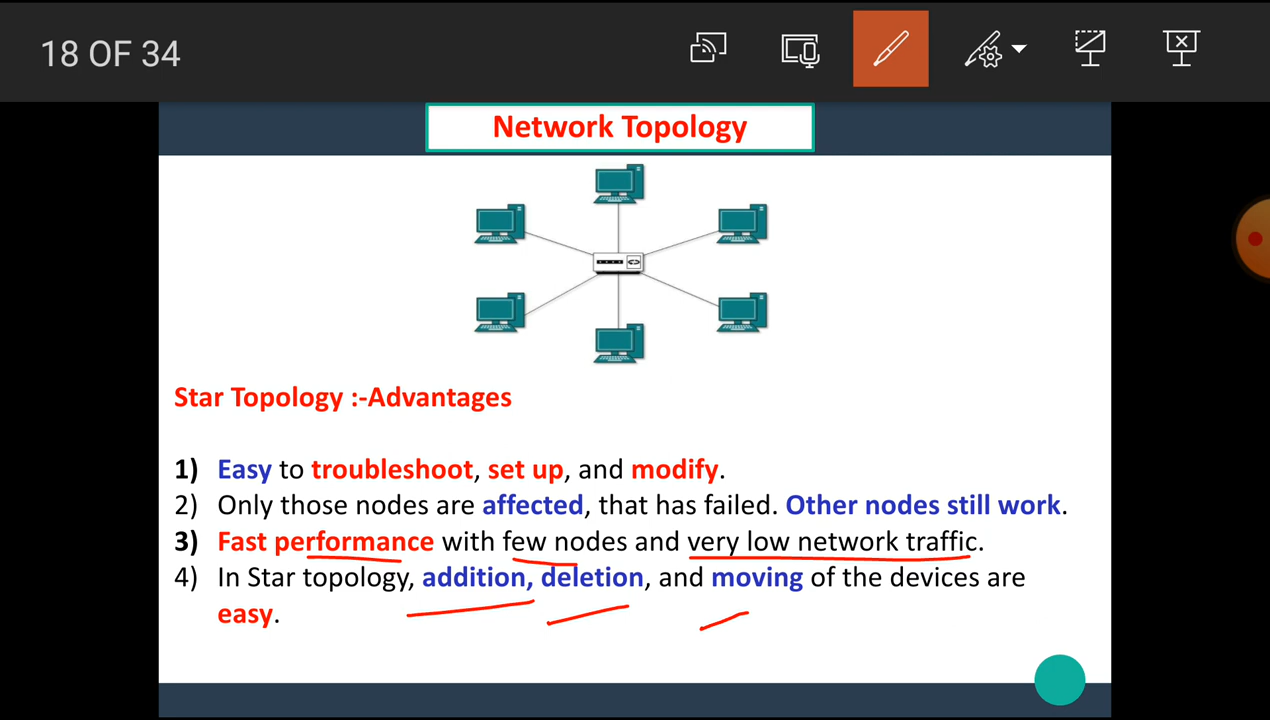 18 OF 34
Network Topology
Star Topology :-Advantages
1) Easy to troubleshoot, set up, and modify.
2) Only those nodes are affected, that has failed. Other nodes still work.
3) Fast performance with few nodes and very low network traffic.
4) In Star topology, addition, deletion, and moving of the devices are
easy.